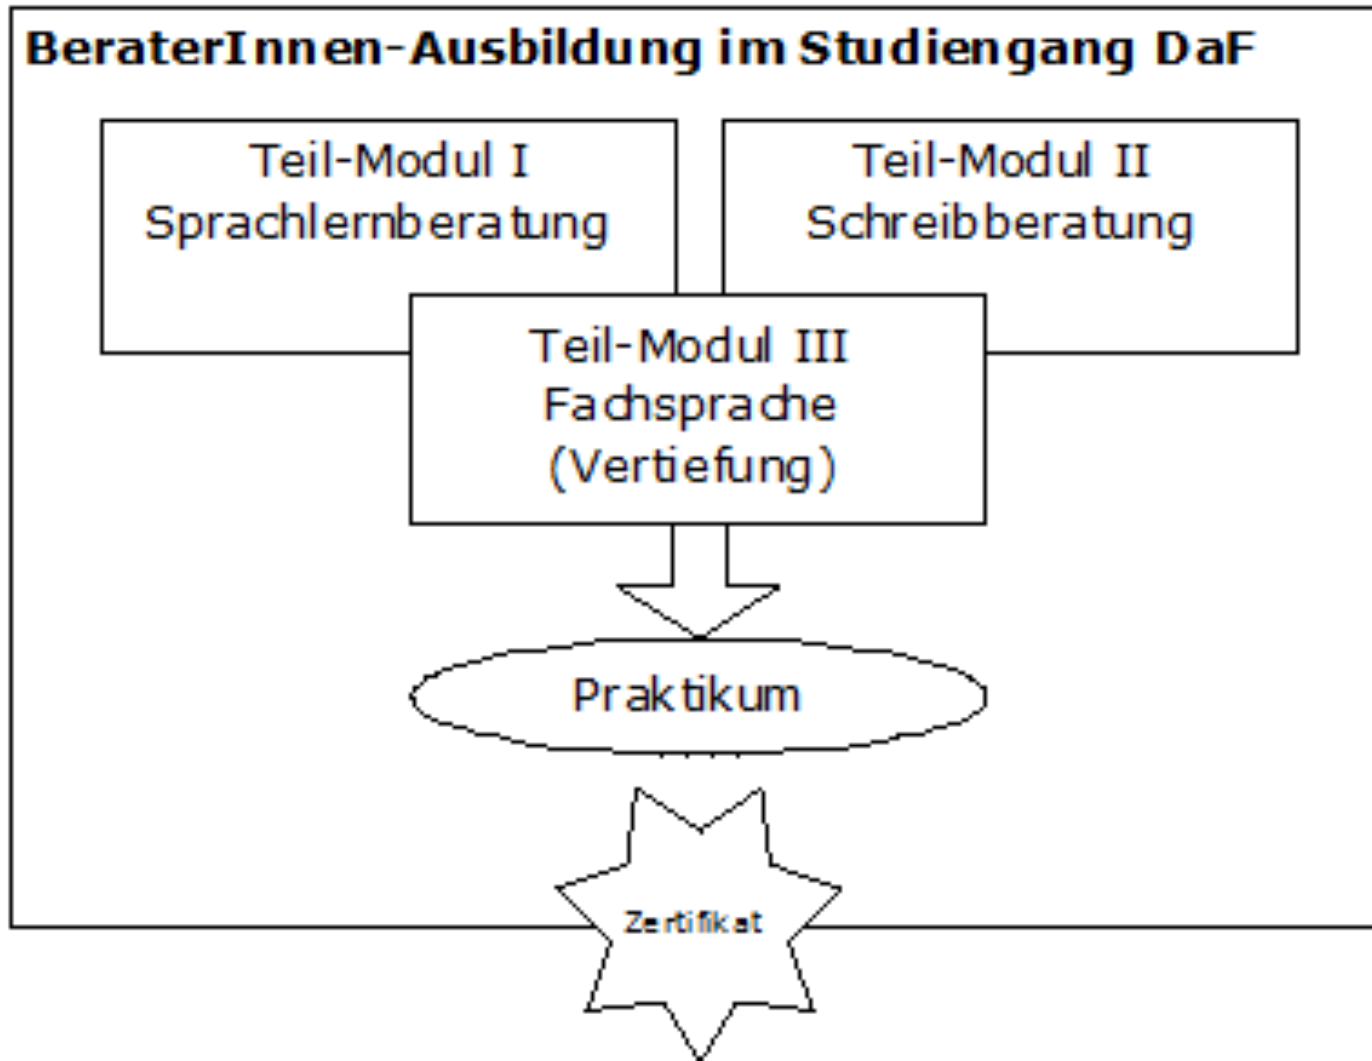 BeraterInnen-Ausbildung im Studiengang DaF
Teil-Modul I
Sprachlernberatung
Teil-Modul II
Schreibberatung
Teil-Modul III
Fachsprache
(Vertiefung)
Praktikum
Zertifikat